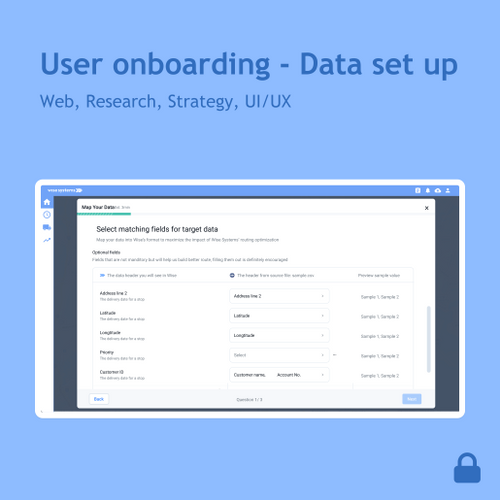 User onboarding - Data set up
Web, Research, Strategy, UI/UX
wise systems
Map Your Data
Select matching fields for target data
Map your data into Wise's format to maximize the impact of Wise Systems' routing optimization
Optional fields
Fields that are not mandatory but will help us build better route, filling them out is definitely encouraged
The data header you will see in Wise
The header from source file: sample.csv
Preview sample value
Address line 2
The delivery date for a stop.
Address line 2
Sample 1, Sample 2
Latitude
The delivery date for a stop.
Latitude
Sample 1, Sample 2
Longtitude
The delivery date for a stop.
Longtitude
Sample 1, Sample 2
Priority
The delivery date for a stop.
Select
Sample 1, Sample 2
Customer ID
The delivery date for a stop.
Customer name, Account No.
Sample 1, Sample 2
Back
Question 1/ 3
Next